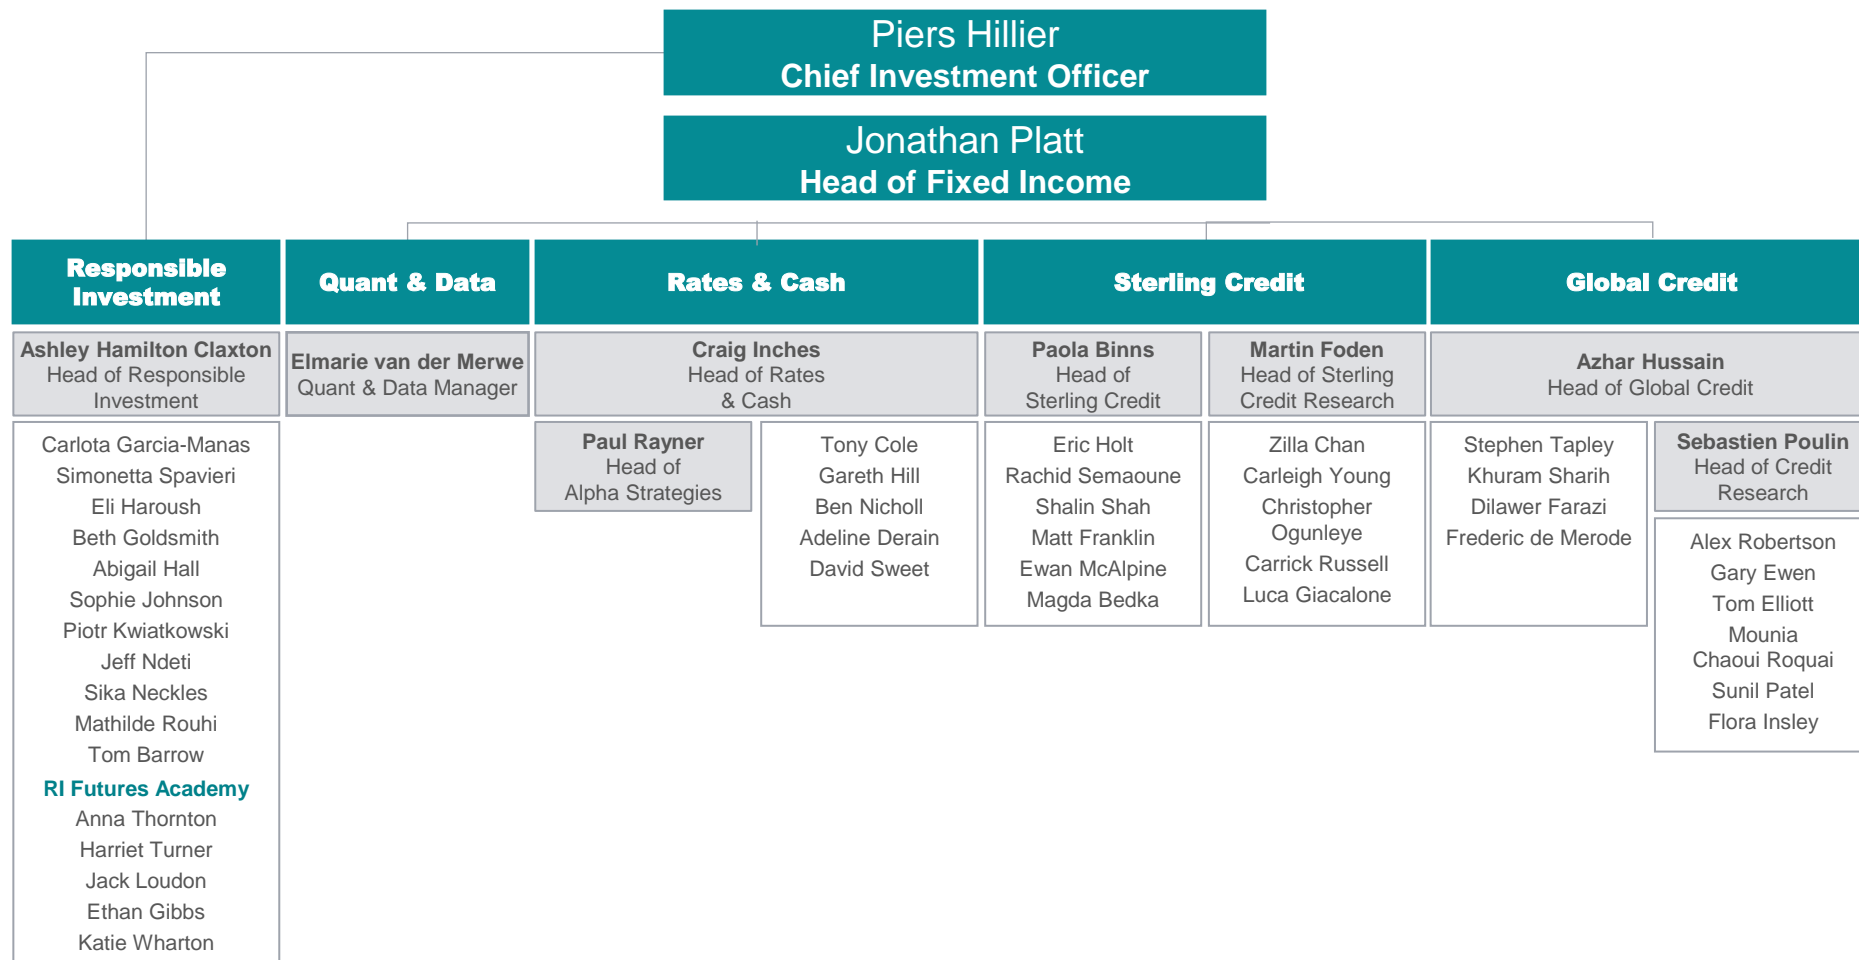 Piers Hillier
Chief Investment Officer
Jonathan Platt
Head of Fixed Income
Responsible
Investment
Quant & Data
Rates & Cash
Sterling Credit
Global Credit
Ashley Hamilton Claxton
Head of Responsible
Investment
Carlota Garcia-Manas
Simonetta Spavieri
Eli Haroush
Beth Goldsmith
Abigail Hall
Sophie Johnson
Piotr Kwiatkowski
Jeff Ndeti
Sika Neckles
Mathilde Rouhi
Tom Barrow
RI Futures Academy
Anna Thornton
Harriet Turner
Jack Loudon
Ethan Gibbs
Katie Wharton
Elmarie van der Merwe
Quant & Data Manager
Craig Inches
Head of Rates
& Cash
Paul Rayner
Head of
Alpha Strategies
Tony Cole
Gareth Hill
Ben Nicholl
Adeline Derain
David Sweet
Paola Binns
Head of
Sterling Credit
Eric Holt
Rachid Semaoune
Shalin Shah
Matt Franklin
Ewan McAlpine
Magda Bedka
Martin Foden
Head of Sterling
Credit Research
Zilla Chan
Carleigh Young
Christopher
Ogunleye
Carrick Russell
Luca Giacalone
Azhar Hussain
Head of Global Credit
Stephen Tapley
Khuram Sharih
Dilawer Farazi
Frederic de Merode
Sebastien Poulin
Head of Credit
Research
Alex Robertson
Gary Ewen
Tom Elliott
Mounia
Chaoui Roquai
Sunil Patel
Flora Insley